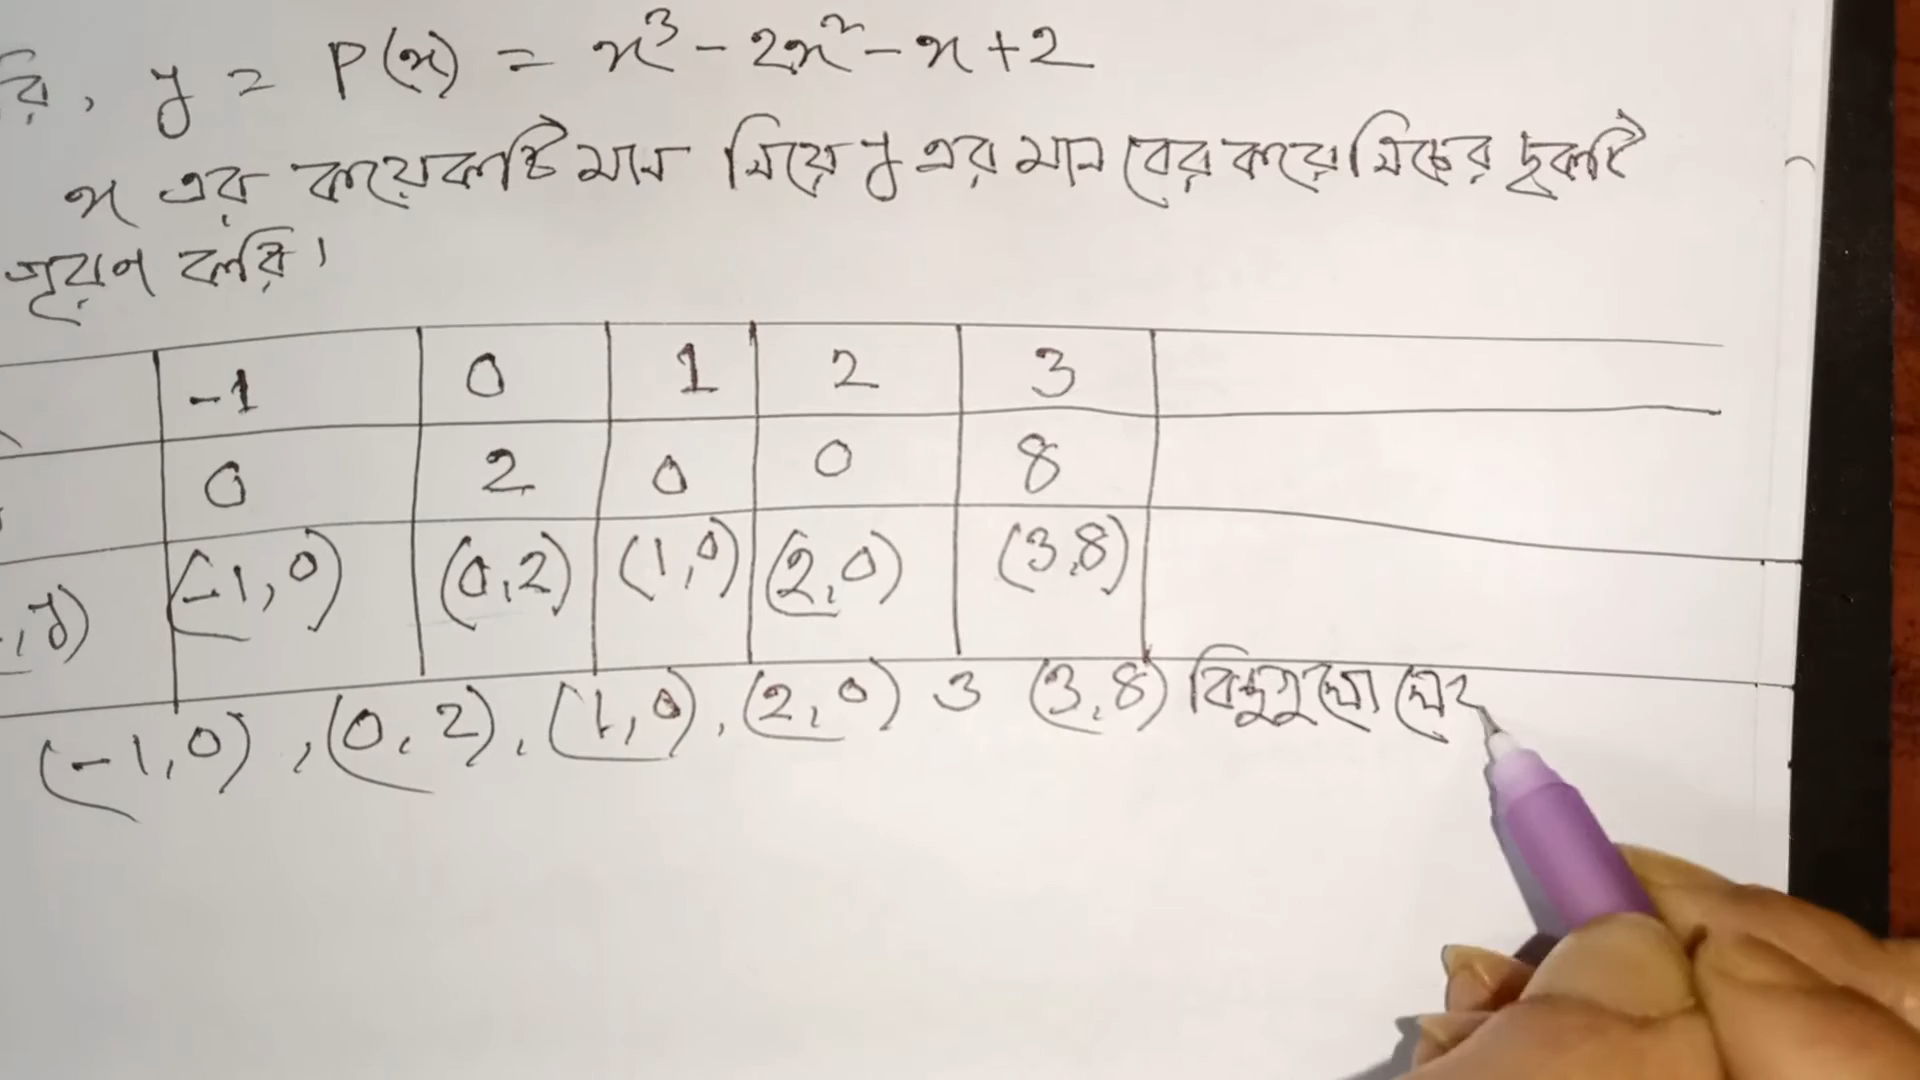 রি, y = P(x) = x³ - 2x² - x + 2
x এর কয়েকটি মান নিয়ে y এর মান বের করে নিচের ছকটি
পূরণ করি।
-1 0 1 2 3
0 2 0 0 8
, y) (-1, 0) (0, 2) (1, 0) (2, 0) (3, 8)
(-1, 0), (0, 2), (1, 0), (2, 0) ও (3, 8) বিন্দুগুলো